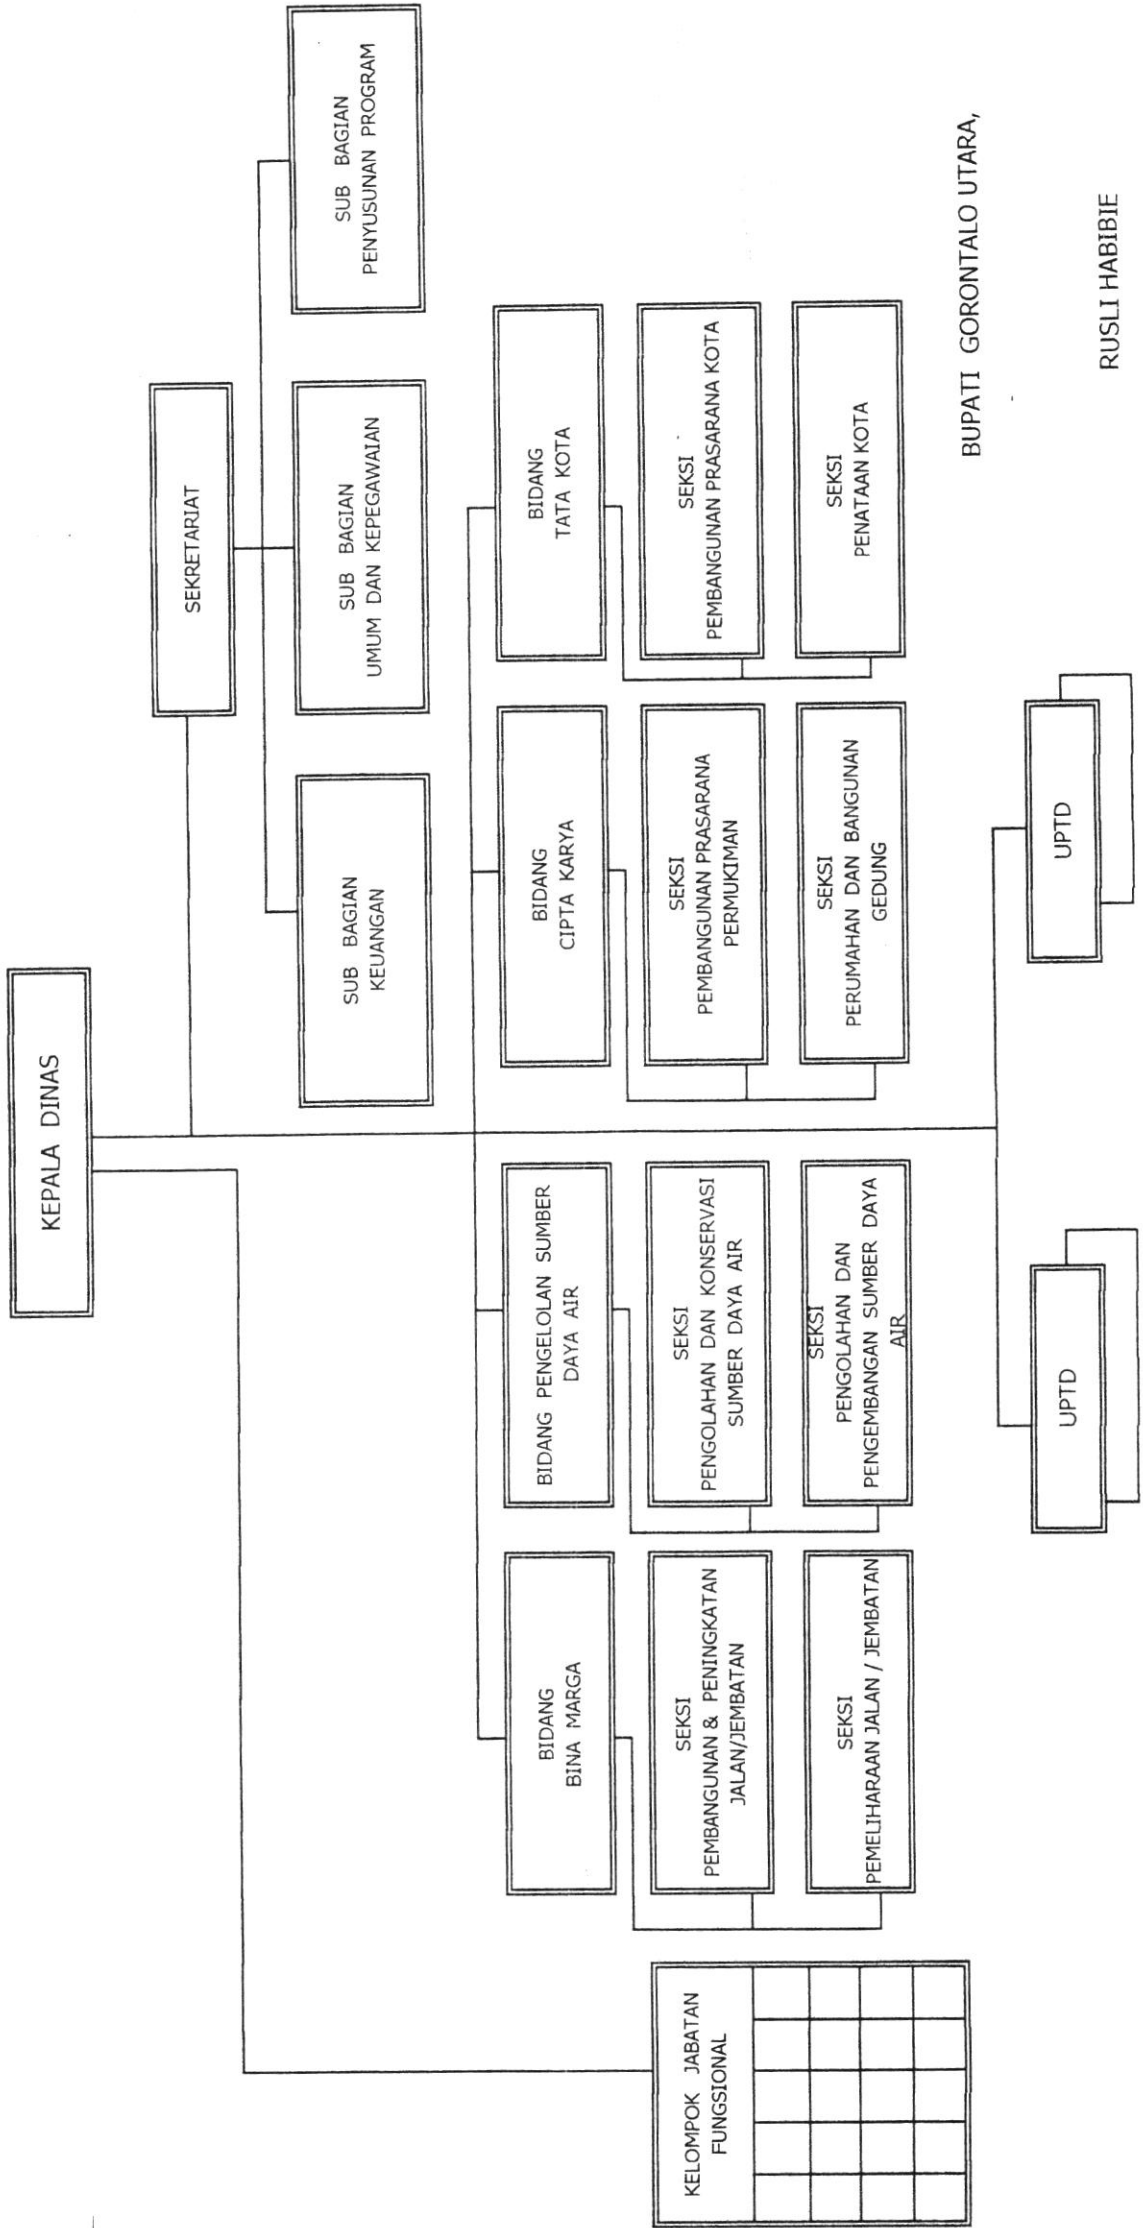 KEPALA DINAS
SEKRETARIAT
SUB BAGIAN
KEUANGAN
SUB BAGIAN
UMUM DAN KEPEGAWAIAN
SUB BAGIAN
PENYUSUNAN PROGRAM
BIDANG
BINA MARGA
BIDANG PENGELOLAN SUMBER
DAYA AIR
BIDANG
CIPTA KARYA
BIDANG
TATA KOTA
SEKSI
PEMBANGUNAN & PENINGKATAN
JALAN/JEMBATAN
SEKSI
PENGOLAHAN DAN KONSERVASI
SUMBER DAYA AIR
SEKSI
PEMBANGUNAN PRASARANA
PERMUKIMAN
SEKSI
PEMBANGUNAN PRASARANA KOTA
SEKSI
PEMELIHARAAN JALAN / JEMBATAN
SEKSI
PENGOLAHAN DAN
PENGEMBANGAN SUMBER DAYA
AIR
SEKSI
PERUMAHAN DAN BANGUNAN
GEDUNG
SEKSI
PENATAAN KOTA
KELOMPOK JABATAN
FUNGSIONAL
UPTD
UPTD
BUPATI GORONTALO UTARA,
RUSLI HABIBIE